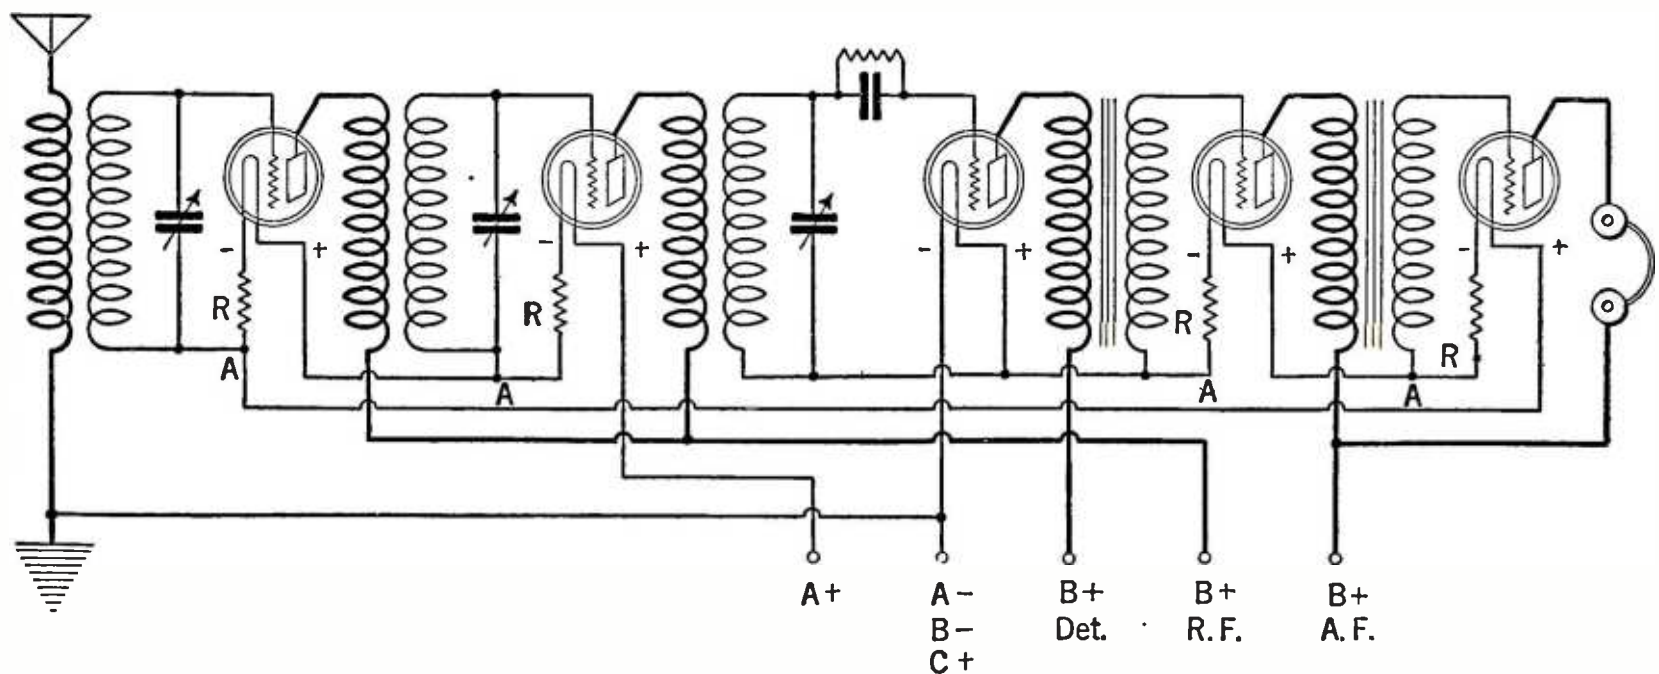 - + - + - + - + - +
R R R R
A A A A
A+ A- B+ B+ B+
B- Det. R.F. A.F.
C+